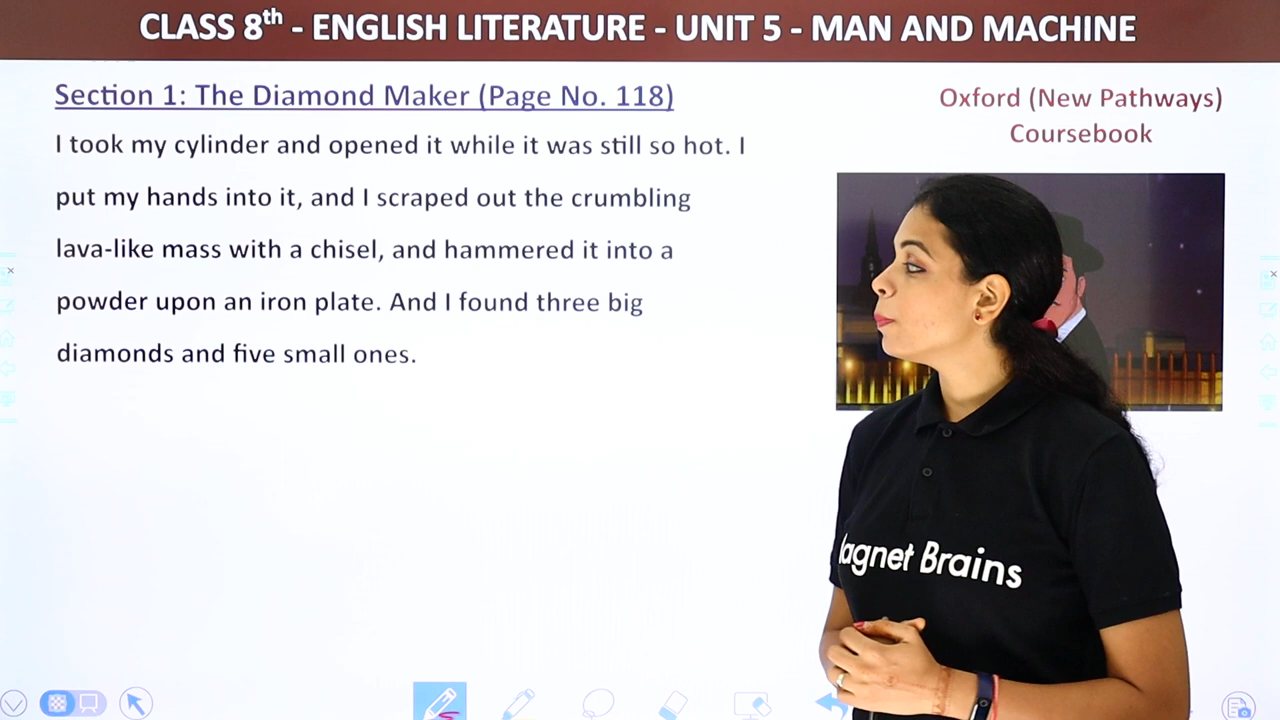 CLASS 8th - ENGLISH LITERATURE - UNIT 5 - MAN AND MACHINE
Section 1: The Diamond Maker (Page No. 118)
Oxford (New Pathways)
Coursebook
I took my cylinder and opened it while it was still so hot. I
put my hands into it, and I scraped out the crumbling
lava-like mass with a chisel, and hammered it into a
powder upon an iron plate. And I found three big
diamonds and five small ones.
agnet Brains